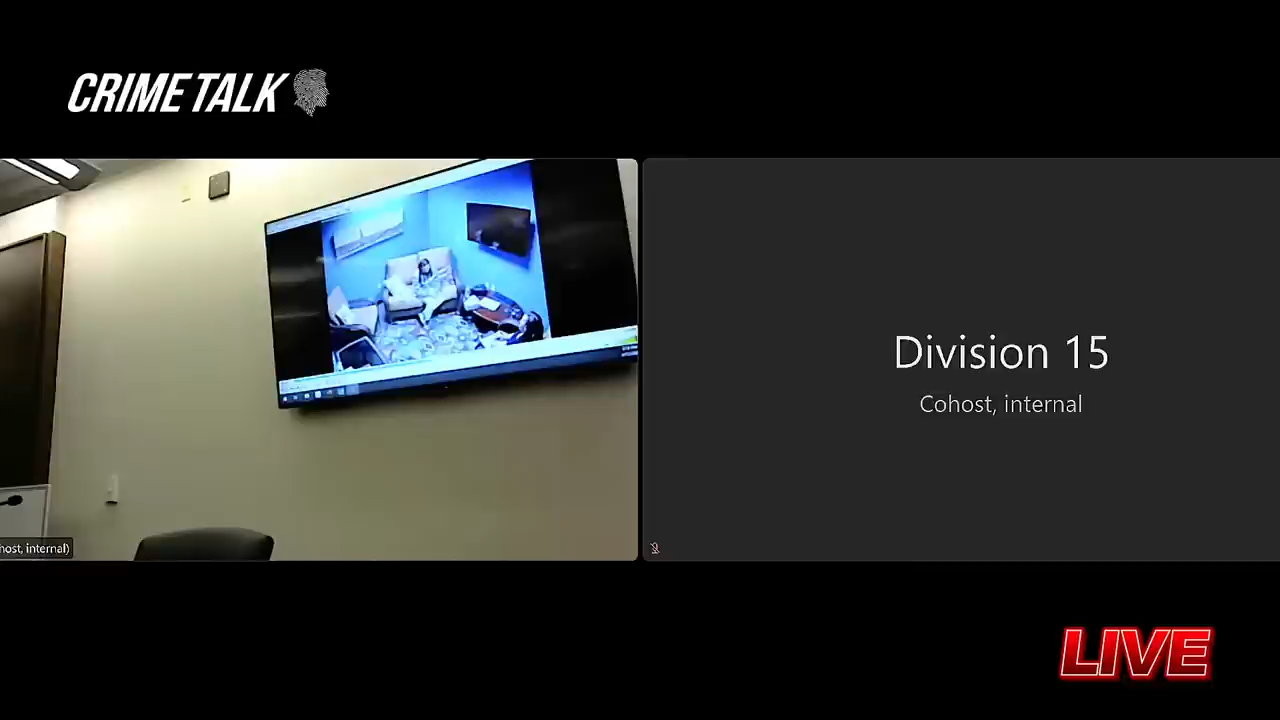 CRIME TALK
Division 15
Cohost, internal
host, internal)
LIVE